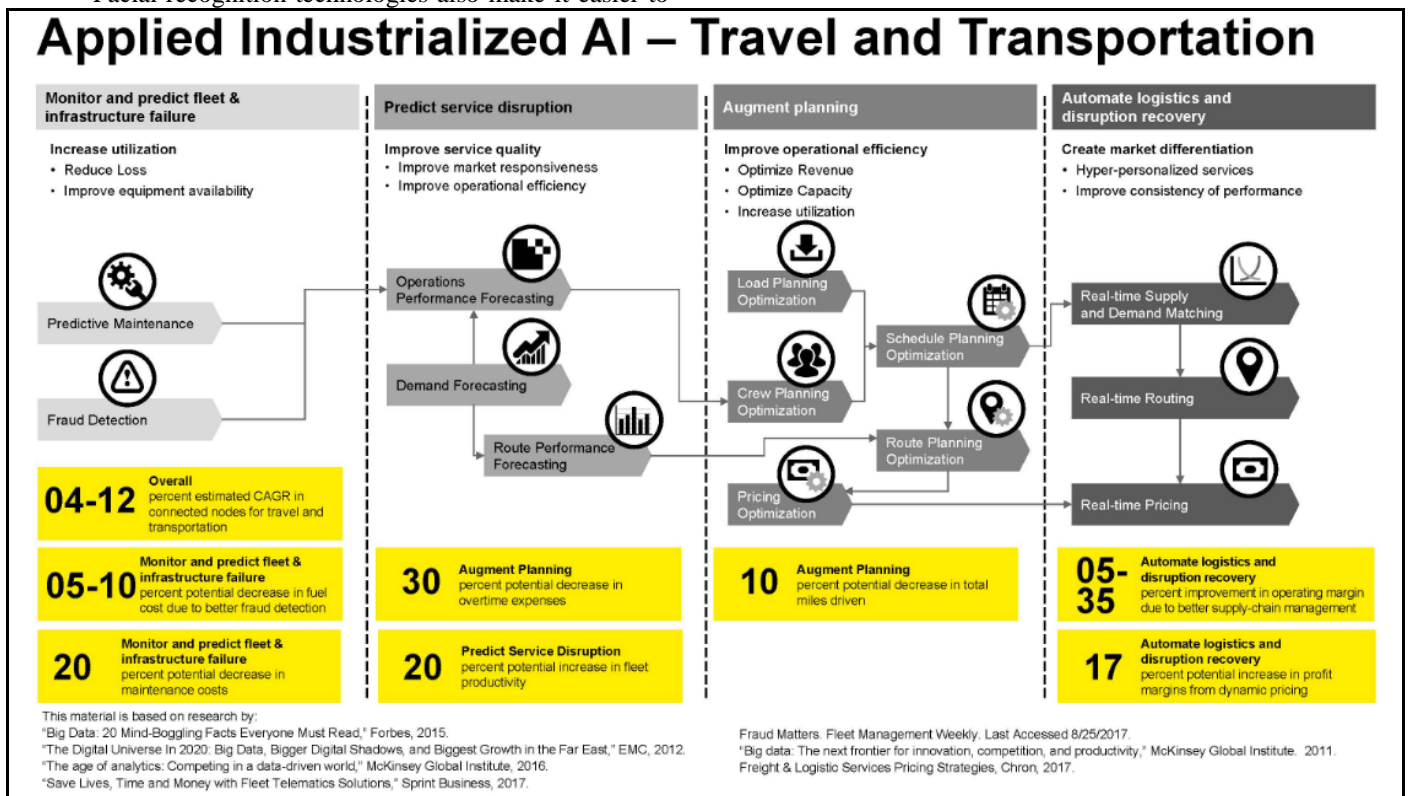 Facial recognition technologies also make it easier to
Applied Industrialized AI – Travel and Transportation
Monitor and predict fleet &
infrastructure failure
Increase utilization
• Reduce Loss
• Improve equipment availability
Predictive Maintenance
Fraud Detection
04-12
Overall
percent estimated CAGR in
connected nodes for travel and
transportation
05-10
Monitor and predict fleet &
infrastructure failure
percent potential decrease in fuel
cost due to better fraud detection
20
Monitor and predict fleet &
infrastructure failure
percent potential decrease in
maintenance costs
Predict service disruption
Improve service quality
• Improve market responsiveness
• Improve operational efficiency
Operations
Performance Forecasting
Demand Forecasting
Route Performance
Forecasting
30
Augment Planning
percent potential decrease in
overtime expenses
20
Predict Service Disruption
percent potential increase in fleet
productivity
Augment planning
Improve operational efficiency
• Optimize Revenue
• Optimize Capacity
• Increase utilization
Load Planning
Optimization
Crew Planning
Optimization
Schedule Planning
Optimization
Route Planning
Optimization
Pricing
Optimization
10
Augment Planning
percent potential decrease in total
miles driven
Automate logistics and
disruption recovery
Create market differentiation
• Hyper-personalized services
• Improve consistency of performance
Real-time Supply
and Demand Matching
Real-time Routing
Real-time Pricing
05-
35
Automate logistics and
disruption recovery
percent improvement in operating margin
due to better supply-chain management
17
Automate logistics and
disruption recovery
percent potential increase in profit
margins from dynamic pricing
This material is based on research by:
"Big Data: 20 Mind-Boggling Facts Everyone Must Read," Forbes, 2015.
"The Digital Universe In 2020: Big Data, Bigger Digital Shadows, and Biggest Growth in the Far East," EMC, 2012.
"The age of analytics: Competing in a data-driven world," McKinsey Global Institute, 2016.
"Save Lives, Time and Money with Fleet Telematics Solutions," Sprint Business, 2017.
Fraud Matters. Fleet Management Weekly. Last Accessed 8/25/2017.
"Big data: The next frontier for innovation, competition, and productivity," McKinsey Global Institute. 2011.
Freight & Logistic Services Pricing Strategies, Chron, 2017.